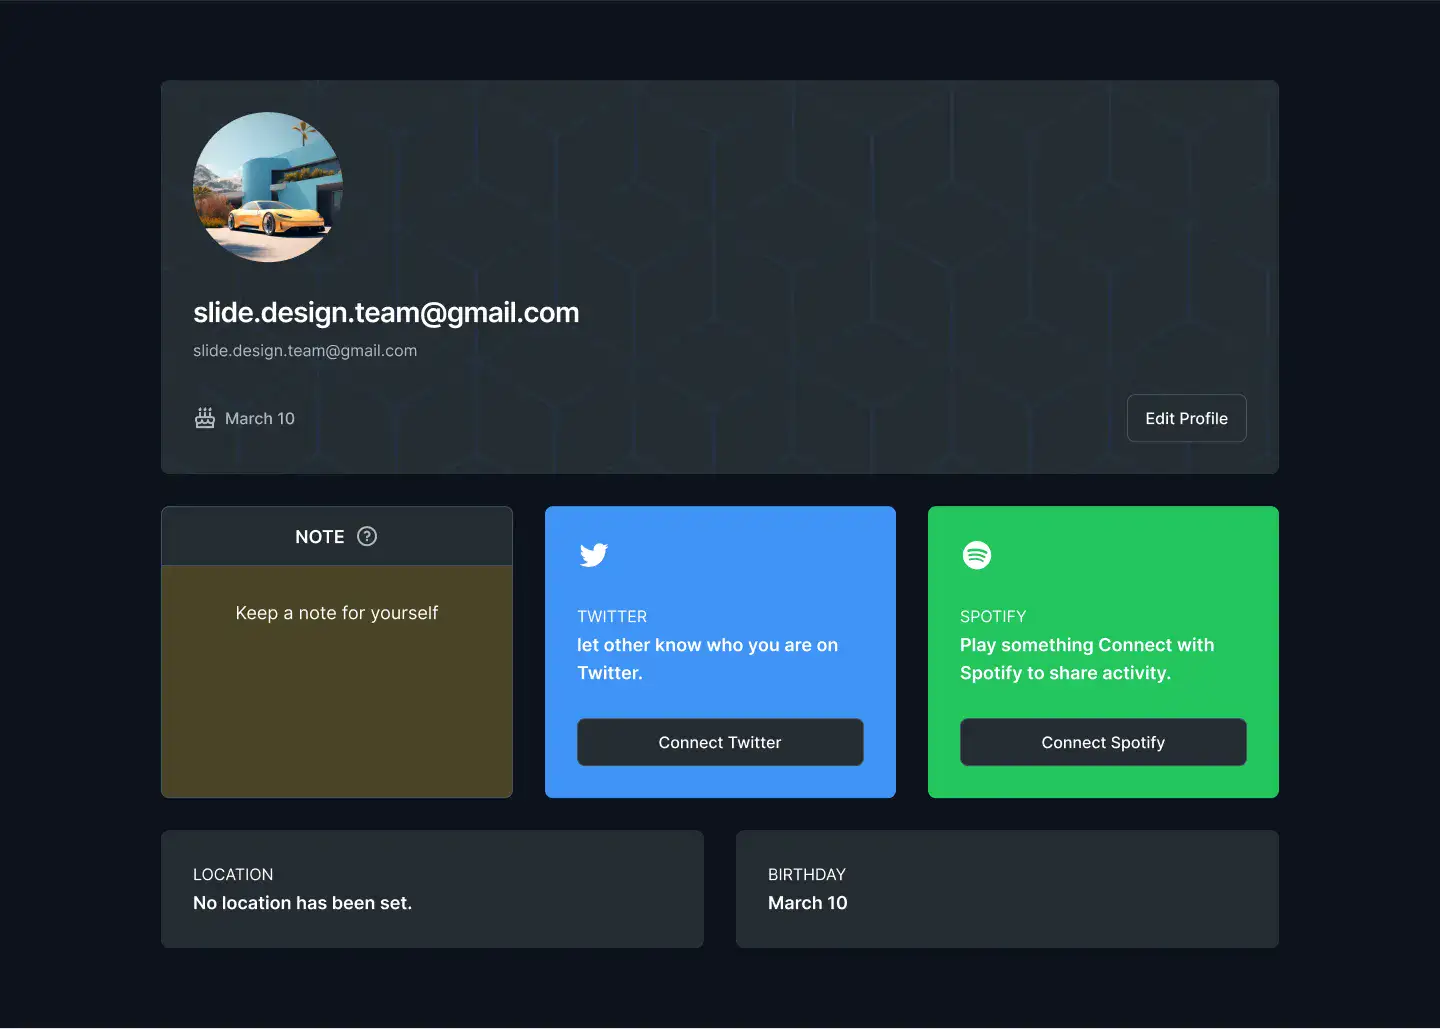 slide.design.team@gmail.com
slide.design.team@gmail.com
March 10
Edit Profile
NOTE
Keep a note for yourself
TWITTER
let other know who you are on
Twitter.
Connect Twitter
SPOTIFY
Play something Connect with
Spotify to share activity.
Connect Spotify
LOCATION
No location has been set.
BIRTHDAY
March 10